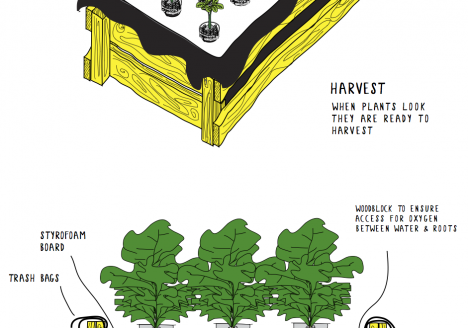 HARVEST
WHEN PLANTS LOOK
THEY ARE READY TO
HARVEST
WOODBLOCK TO ENSURE
ACCESS FOR OXYGEN
BETWEEN WATER & ROOTS
STYROFOAM
BOARD
TRASH BAGS